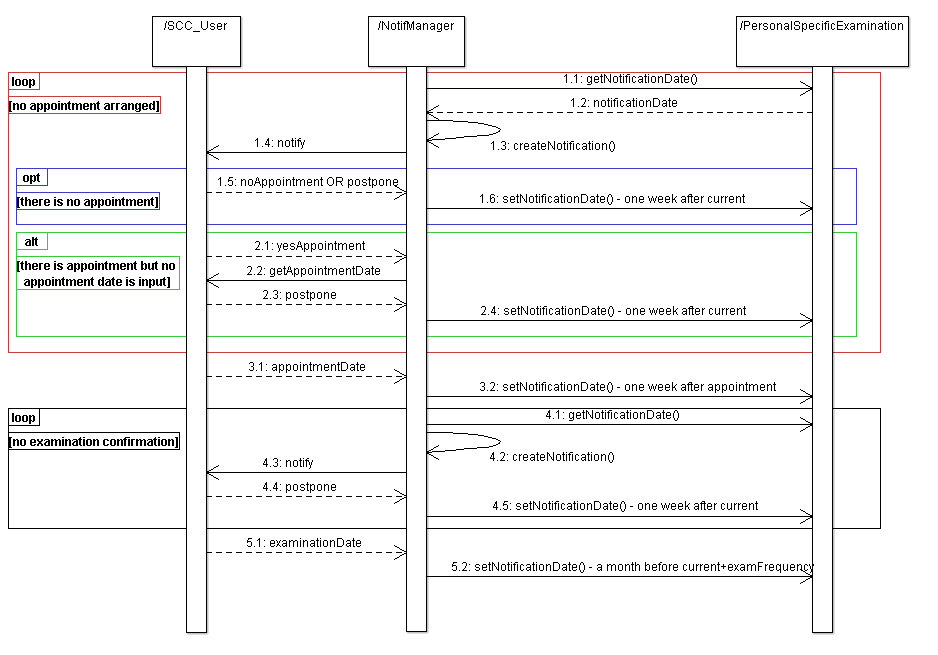 /SCC_User
/NotifManager
/PersonalSpecificExamination
loop
[no appointment arranged]
1.1: getNotificationDate()
1.2: notificationDate
1.3: createNotification()
1.4: notify
opt
[there is no appointment]
1.5: noAppointment OR postpone
1.6: setNotificationDate() - one week after current
alt
[there is appointment but no
appointment date is input]
2.1: yesAppointment
2.2: getAppointmentDate
2.3: postpone
2.4: setNotificationDate() - one week after current
3.1: appointmentDate
3.2: setNotificationDate() - one week after appointment
loop
[no examination confirmation]
4.1: getNotificationDate()
4.2: createNotification()
4.3: notify
4.4: postpone
4.5: setNotificationDate() - one week after current
5.1: examinationDate
5.2: setNotificationDate() - a month before current+examFrequency